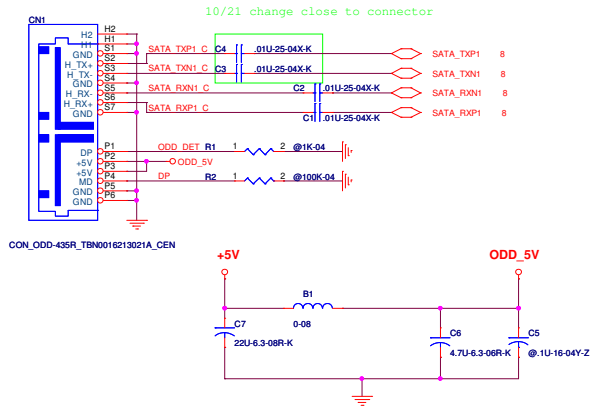 10/21 change close to connector
CN1
H2 H2
H1 H1
GND S1
H_TX+ S2 SATA_TXP1_C C4 .01U-25-04X-K SATA_TXP1 8
H_TX- S3 SATA_TXN1_C C3 .01U-25-04X-K SATA_TXN1 8
GND S4
H_RX- S5 SATA_RXN1_C C2 .01U-25-04X-K SATA_RXN1 8
H_RX+ S6 SATA_RXP1_C C1 .01U-25-04X-K SATA_RXP1 8
GND S7
DP P1 ODD_DET R1 1 2 @1K-04
+5V P2 ODD_5V
+5V P3
MD P4 DP R2 1 2 @100K-04
GND P5
GND P6
CON_ODD-435R_TBN0016213021A_CEN
+5V ODD_5V
B1
0-08
C7 C6 C5
22U-6.3-08R-K 4.7U-6.3-06R-K @.1U-16-04Y-Z